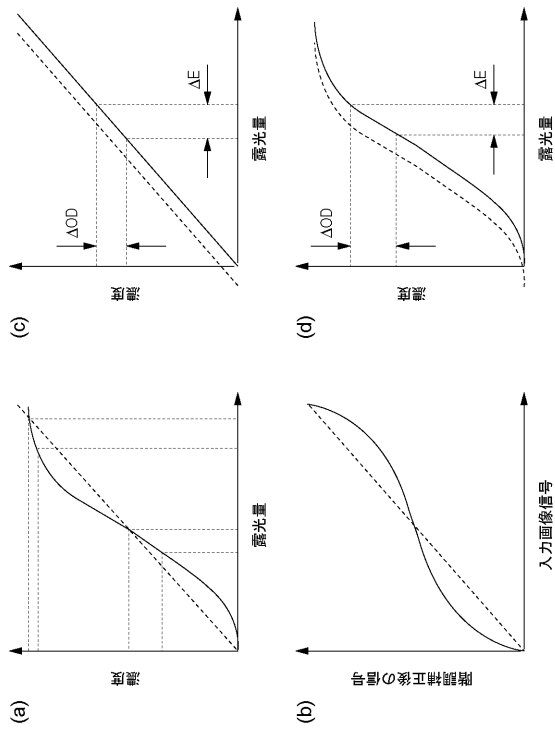 (a)
濃度
露光量
(b)
階調補正後の信号
入力画像信号
(c)
濃度
ΔOD
ΔE
露光量
(d)
濃度
ΔOD
ΔE
露光量